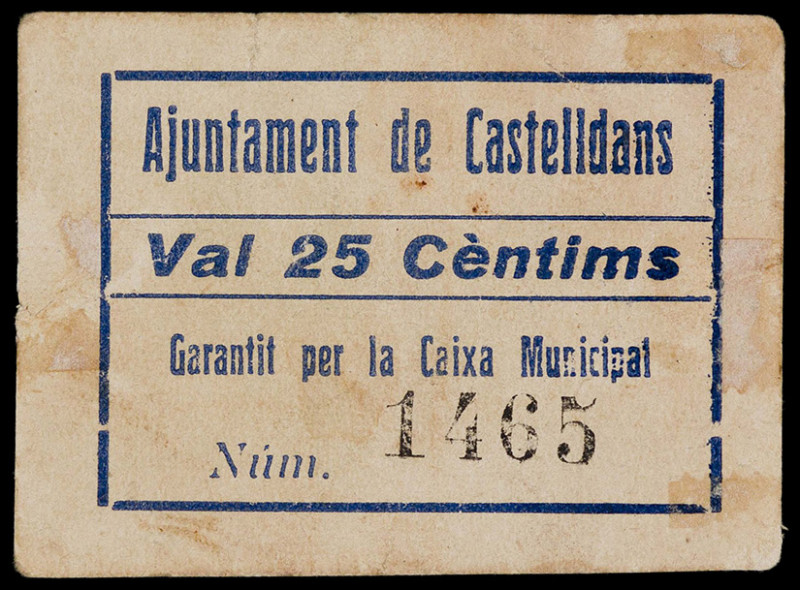 Ajuntament de Castelldans
Val 25 Cèntims
Garantit per la Caixa Municipal
1465
Núm.